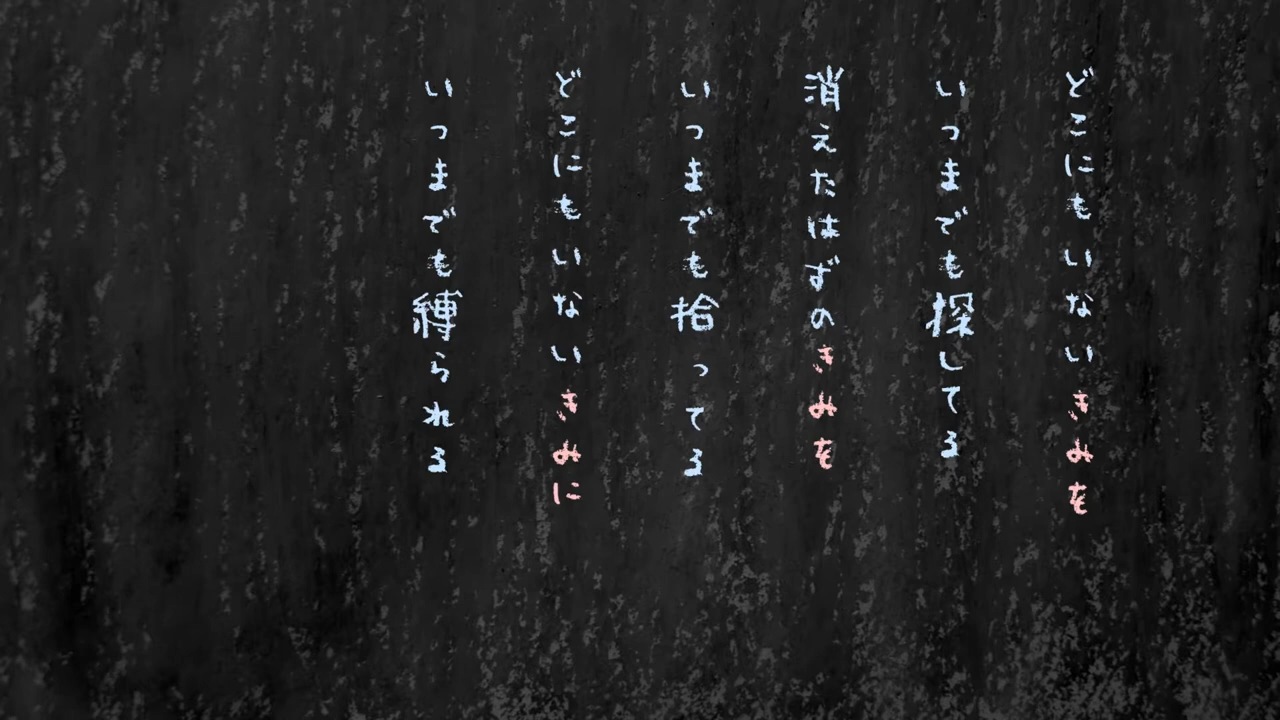 どこにもいないきみを
いつまでも探してる
消えたはずのきみを
いつまでも拾ってる
どこにもいないきみに
いつまでも縛られる